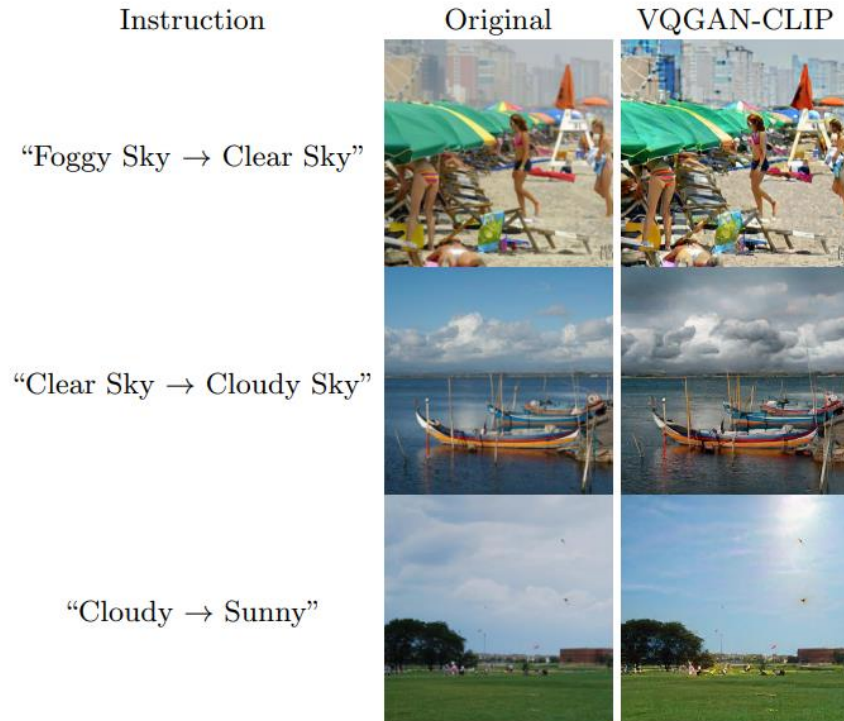 Instruction Original VQGAN-CLIP
“Foggy Sky → Clear Sky”
“Clear Sky → Cloudy Sky”
“Cloudy → Sunny”